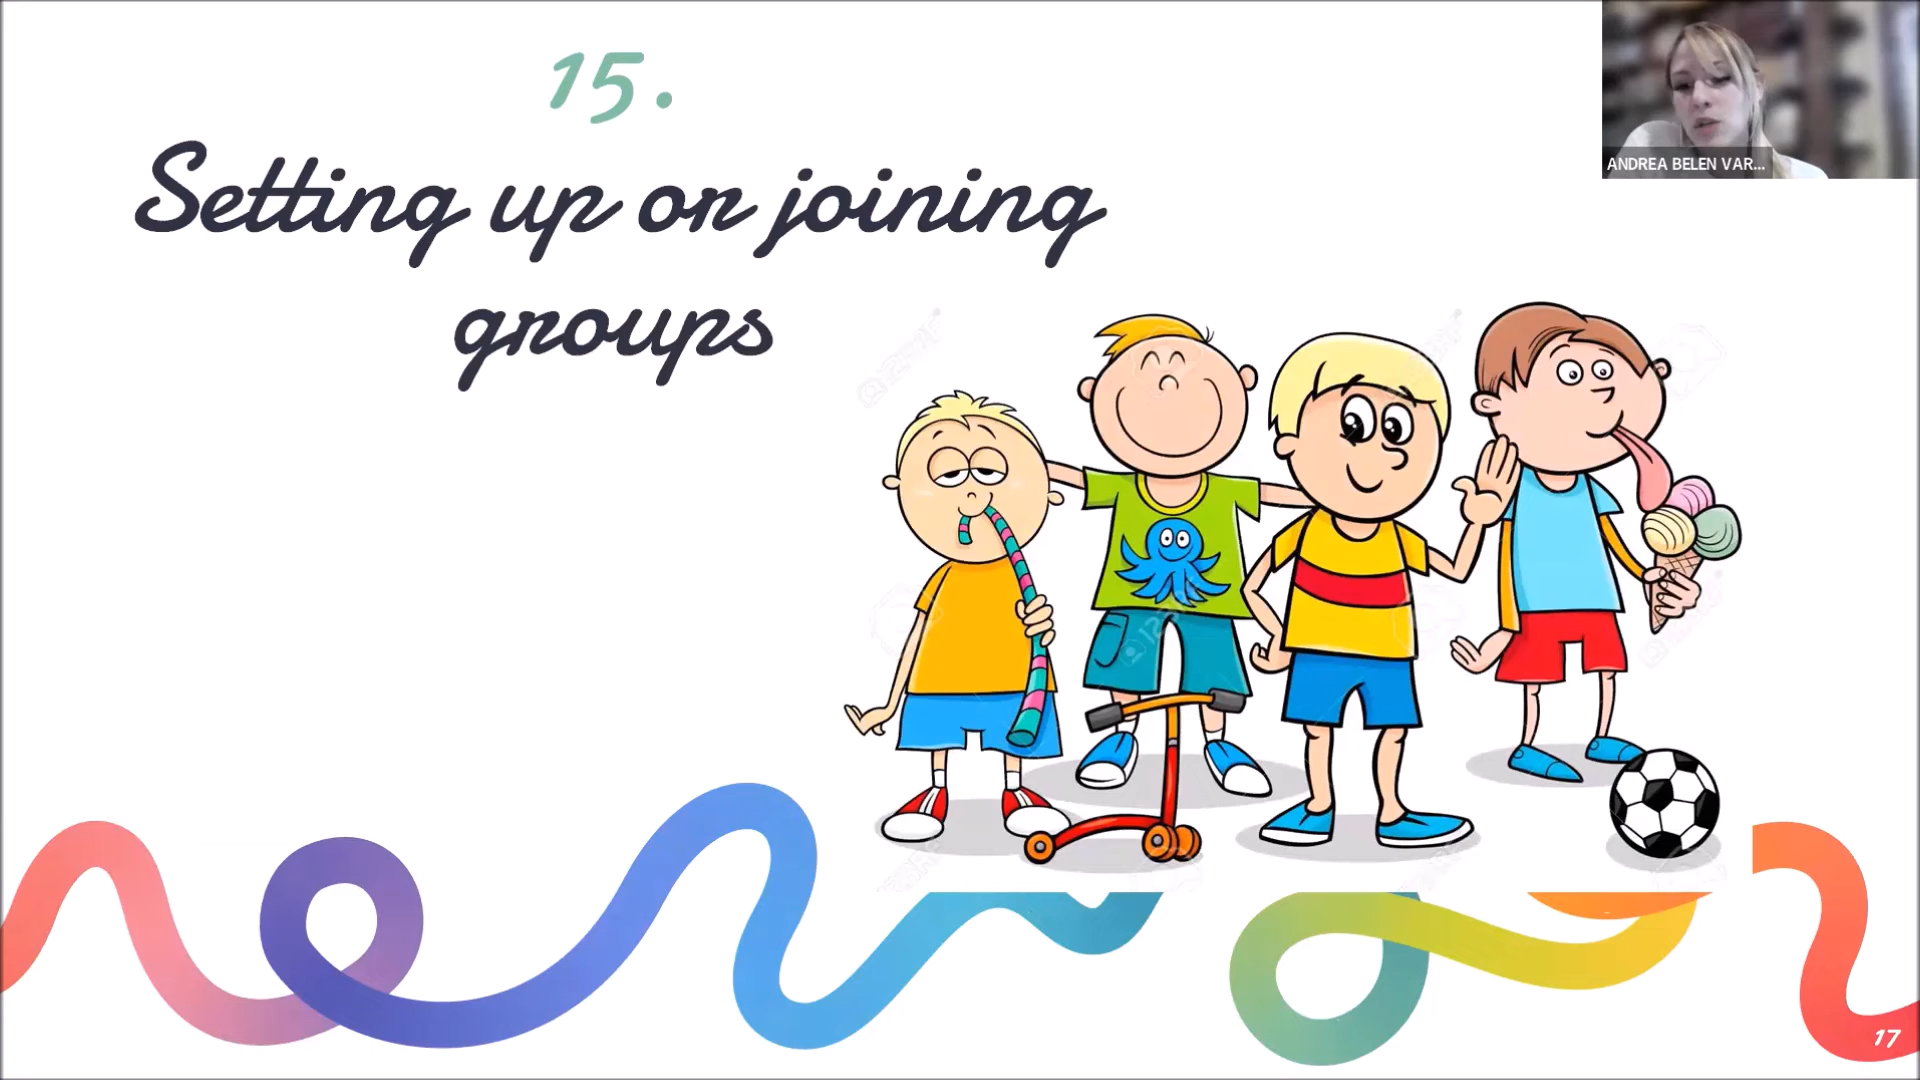 15.
Setting up or joining
groups
ANDREA BELEN VAR...
17